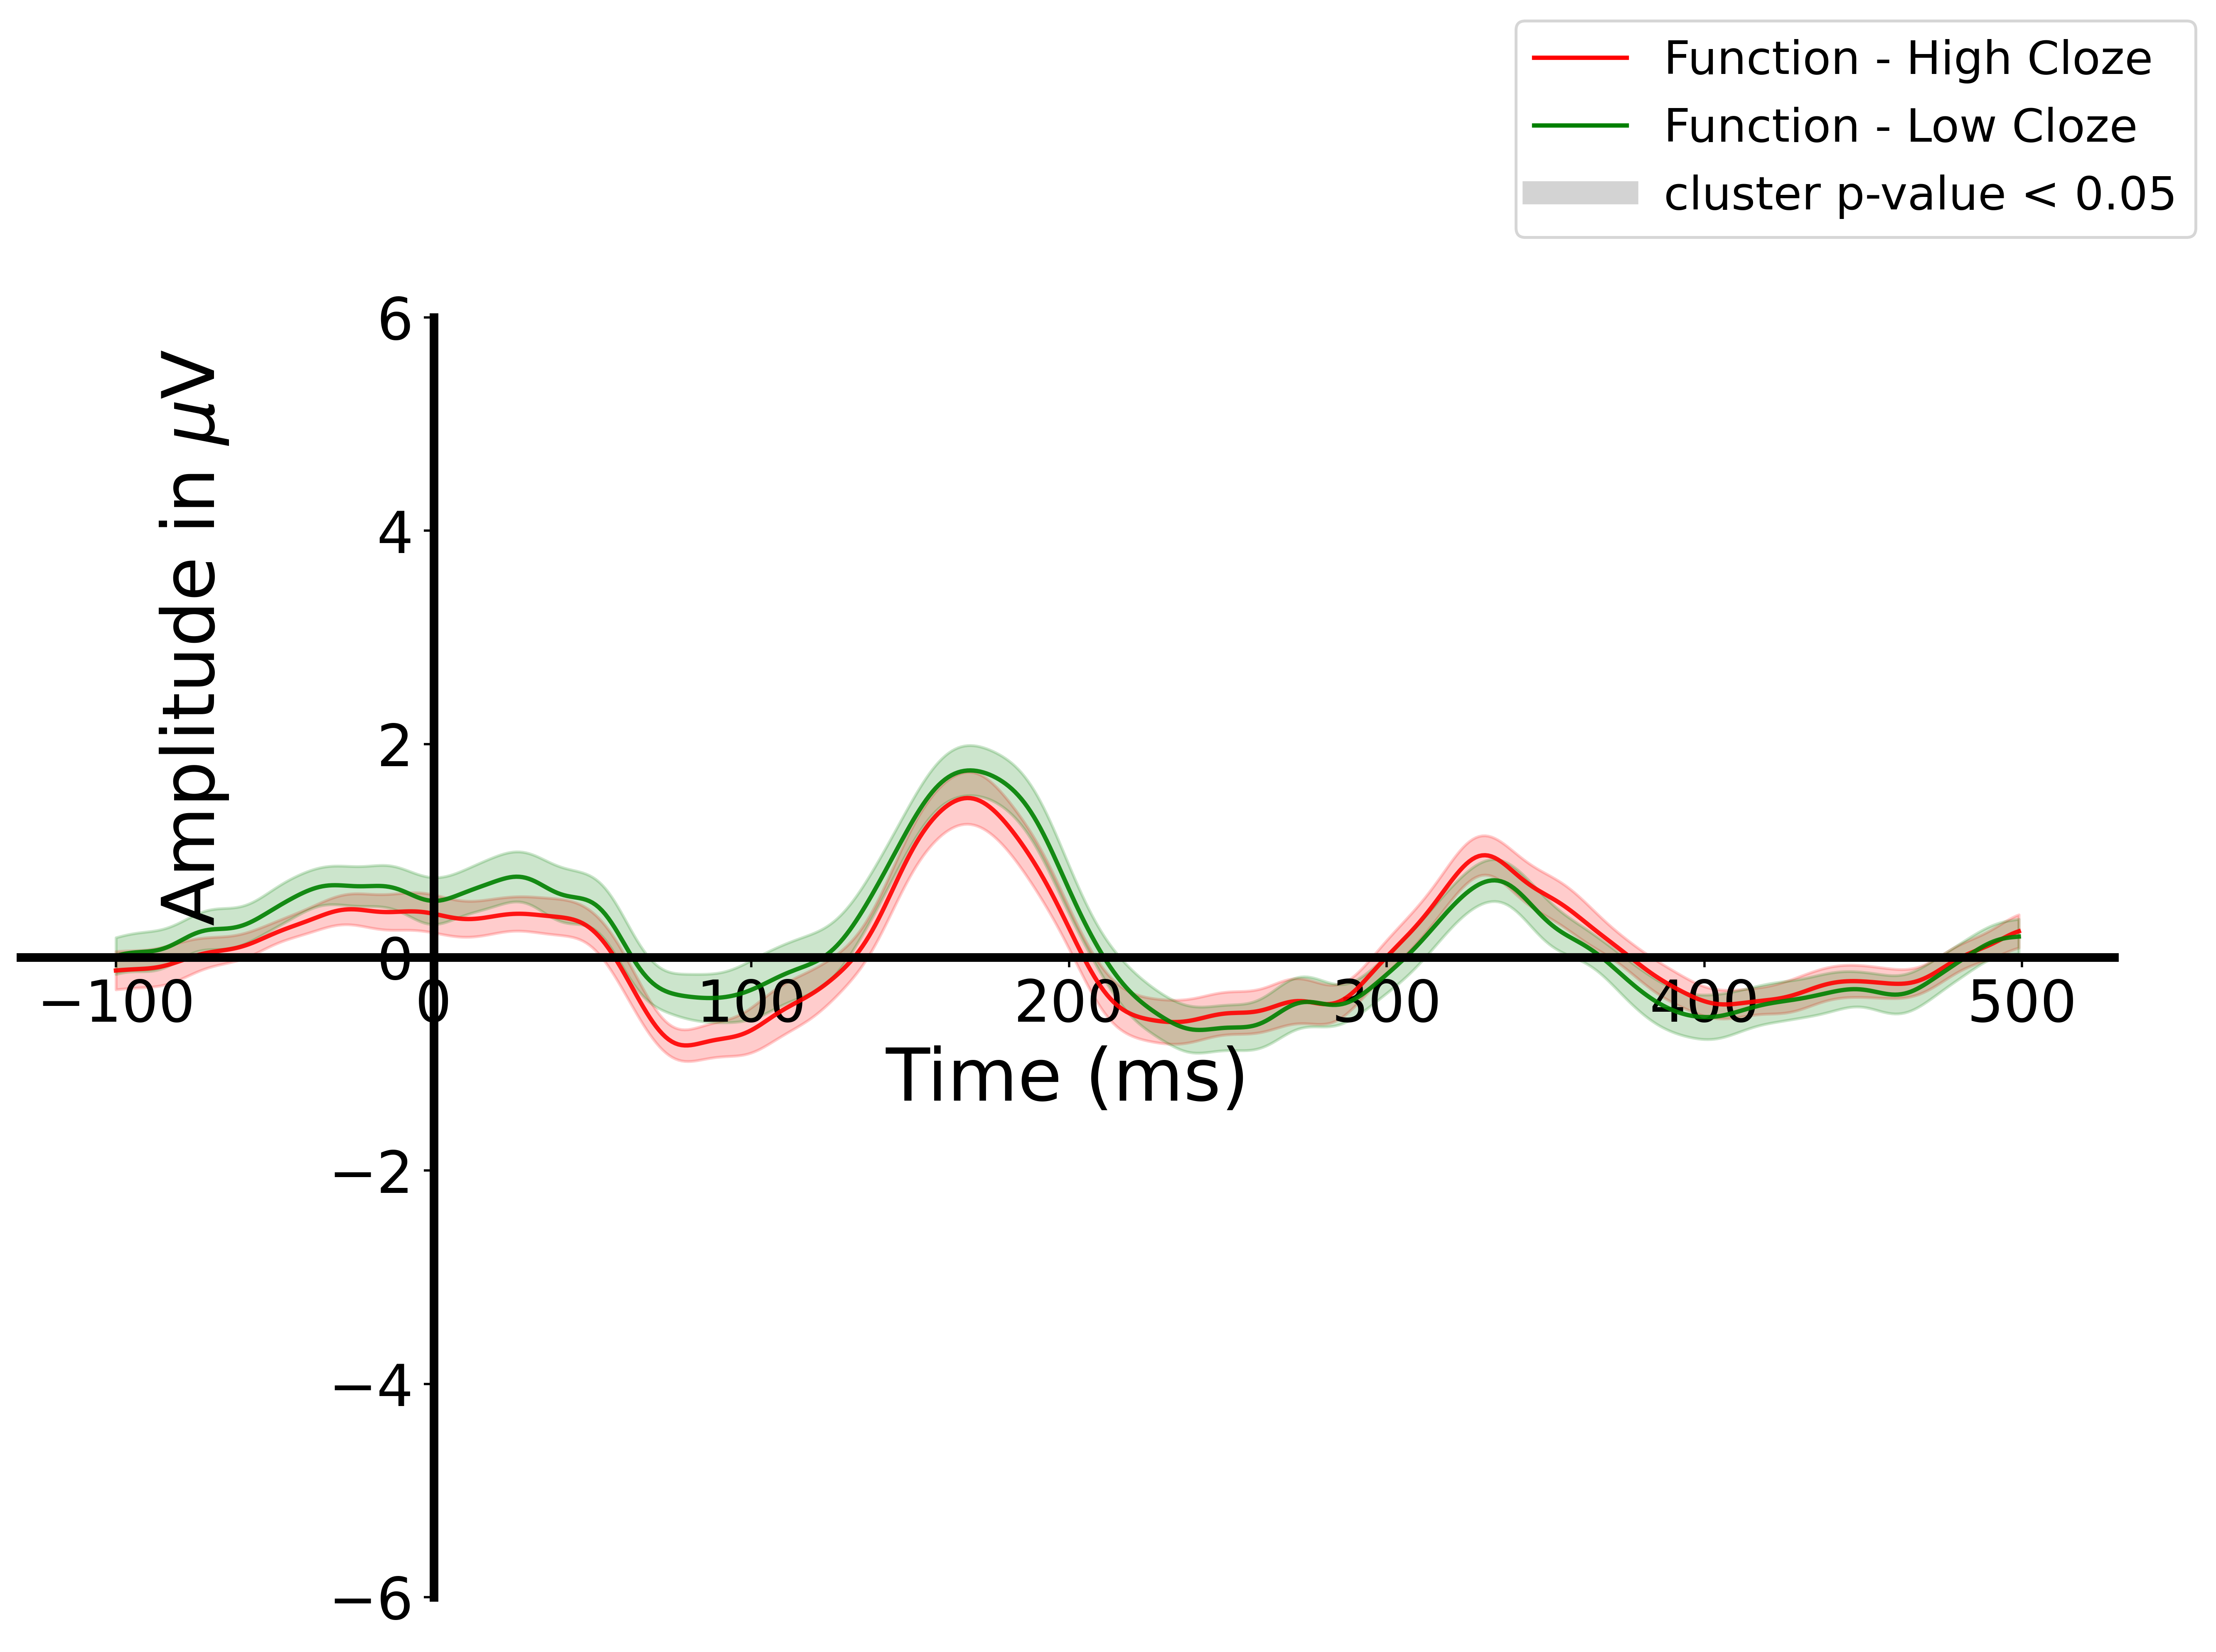 Function - High Cloze
Function - Low Cloze
cluster p-value < 0.05
6
4
2
0
−2
−4
−6
Amplitude in µV
−100
0
100
200
300
400
500
Time (ms)